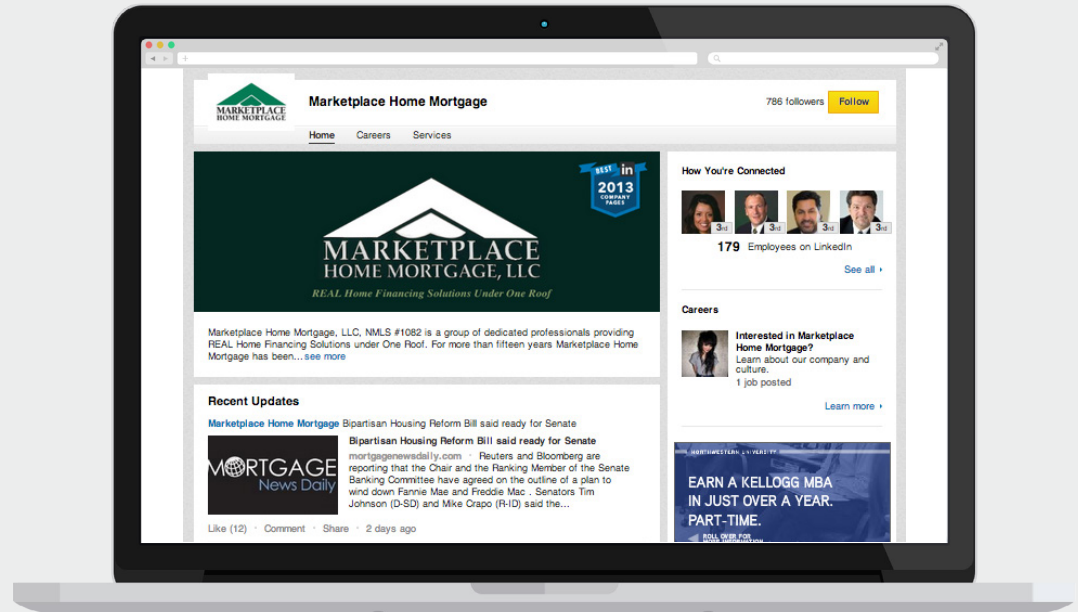 MARKETPLACE
HOME MORTGAGE
Marketplace Home Mortgage
786 followers
Follow
Home Careers Services
BEST in
2013
COMPANY
PAGES
MARKETPLACE
HOME MORTGAGE, LLC
REAL Home Financing Solutions Under One Roof
Marketplace Home Mortgage, LLC, NMLS #1082 is a group of dedicated professionals providing
REAL Home Financing Solutions under One Roof. For more than fifteen years Marketplace Home
Mortgage has been... see more
Recent Updates
Marketplace Home Mortgage Bipartisan Housing Reform Bill said ready for Senate
MORTGAGE
News Daily
Bipartisan Housing Reform Bill said ready for Senate
mortgagenewsdaily.com · Reuters and Bloomberg are
reporting that the Chair and the Ranking Member of the Senate
Banking Committee have agreed on the outline of a plan to
wind down Fannie Mae and Freddie Mac . Senators Tim
Johnson (D-SD) and Mike Crapo (R-ID) said the...
Like (12) · Comment · Share · 2 days ago
How You're Connected
3rd 3rd 3rd 3rd
179 Employees on LinkedIn
See all
Careers
Interested in Marketplace
Home Mortgage?
Learn about our company and
culture.
1 job posted
Learn more
NORTHWESTERN UNIVERSITY
EARN A KELLOGG MBA
IN JUST OVER A YEAR.
PART-TIME.
ROLL OVER FOR
MORE INFORMATION